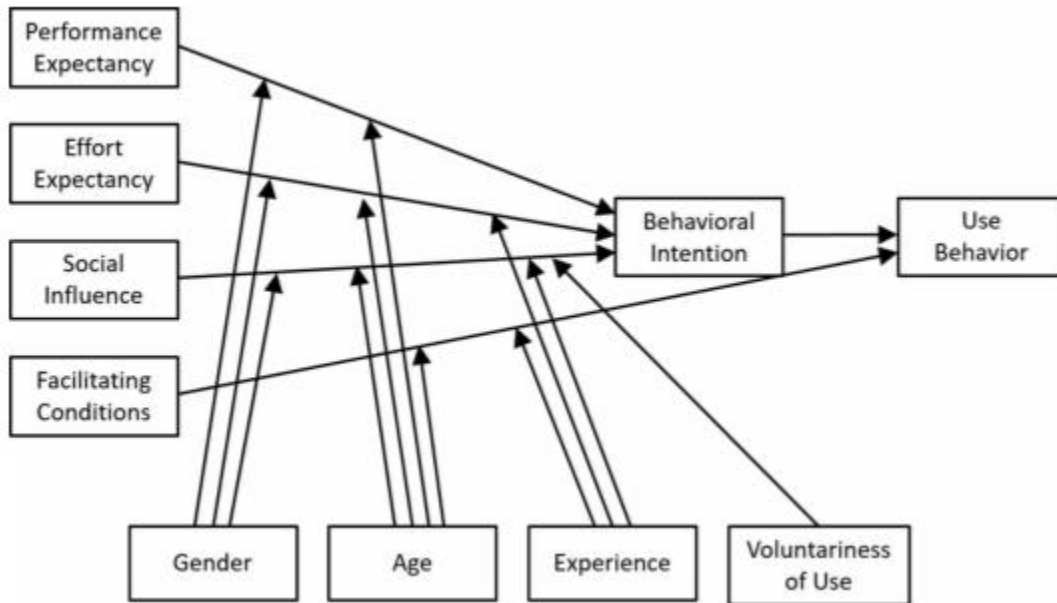 Performance
Expectancy
Effort
Expectancy
Social
Influence
Facilitating
Conditions
Behavioral
Intention
Use
Behavior
Gender
Age
Experience
Voluntariness
of Use